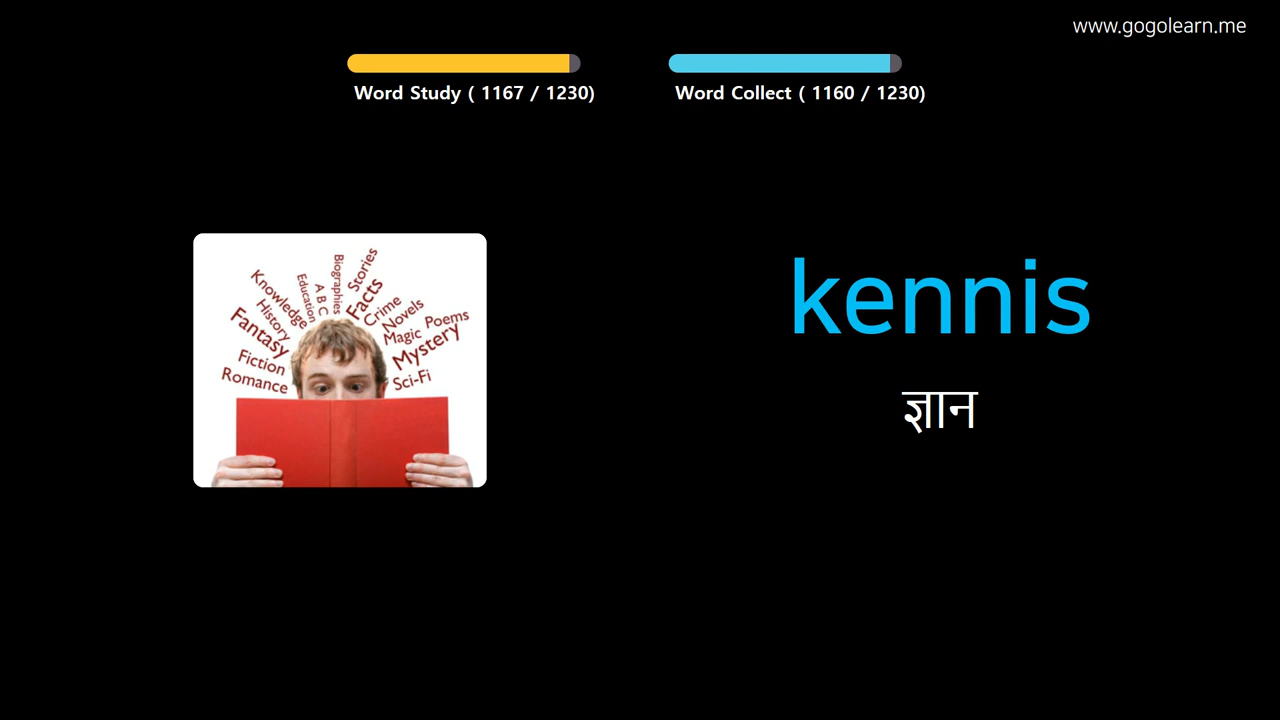 www.gogolearn.me
Word Study ( 1167 / 1230)
Word Collect ( 1160 / 1230)
kennis
ज्ञान
Stories
Biographies
Facts
A B C
Education
Knowledge
Crime
History
Novels
Fantasy
Magic
Poems
Mystery
Fiction
Romance
Sci-Fi